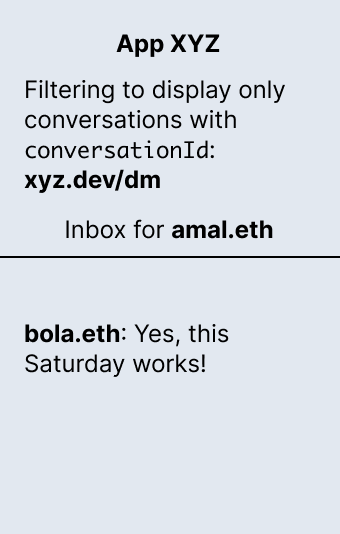 App XYZ
Filtering to display only
conversations with
conversationId:
xyz.dev/dm
Inbox for amal.eth
bola.eth: Yes, this
Saturday works!